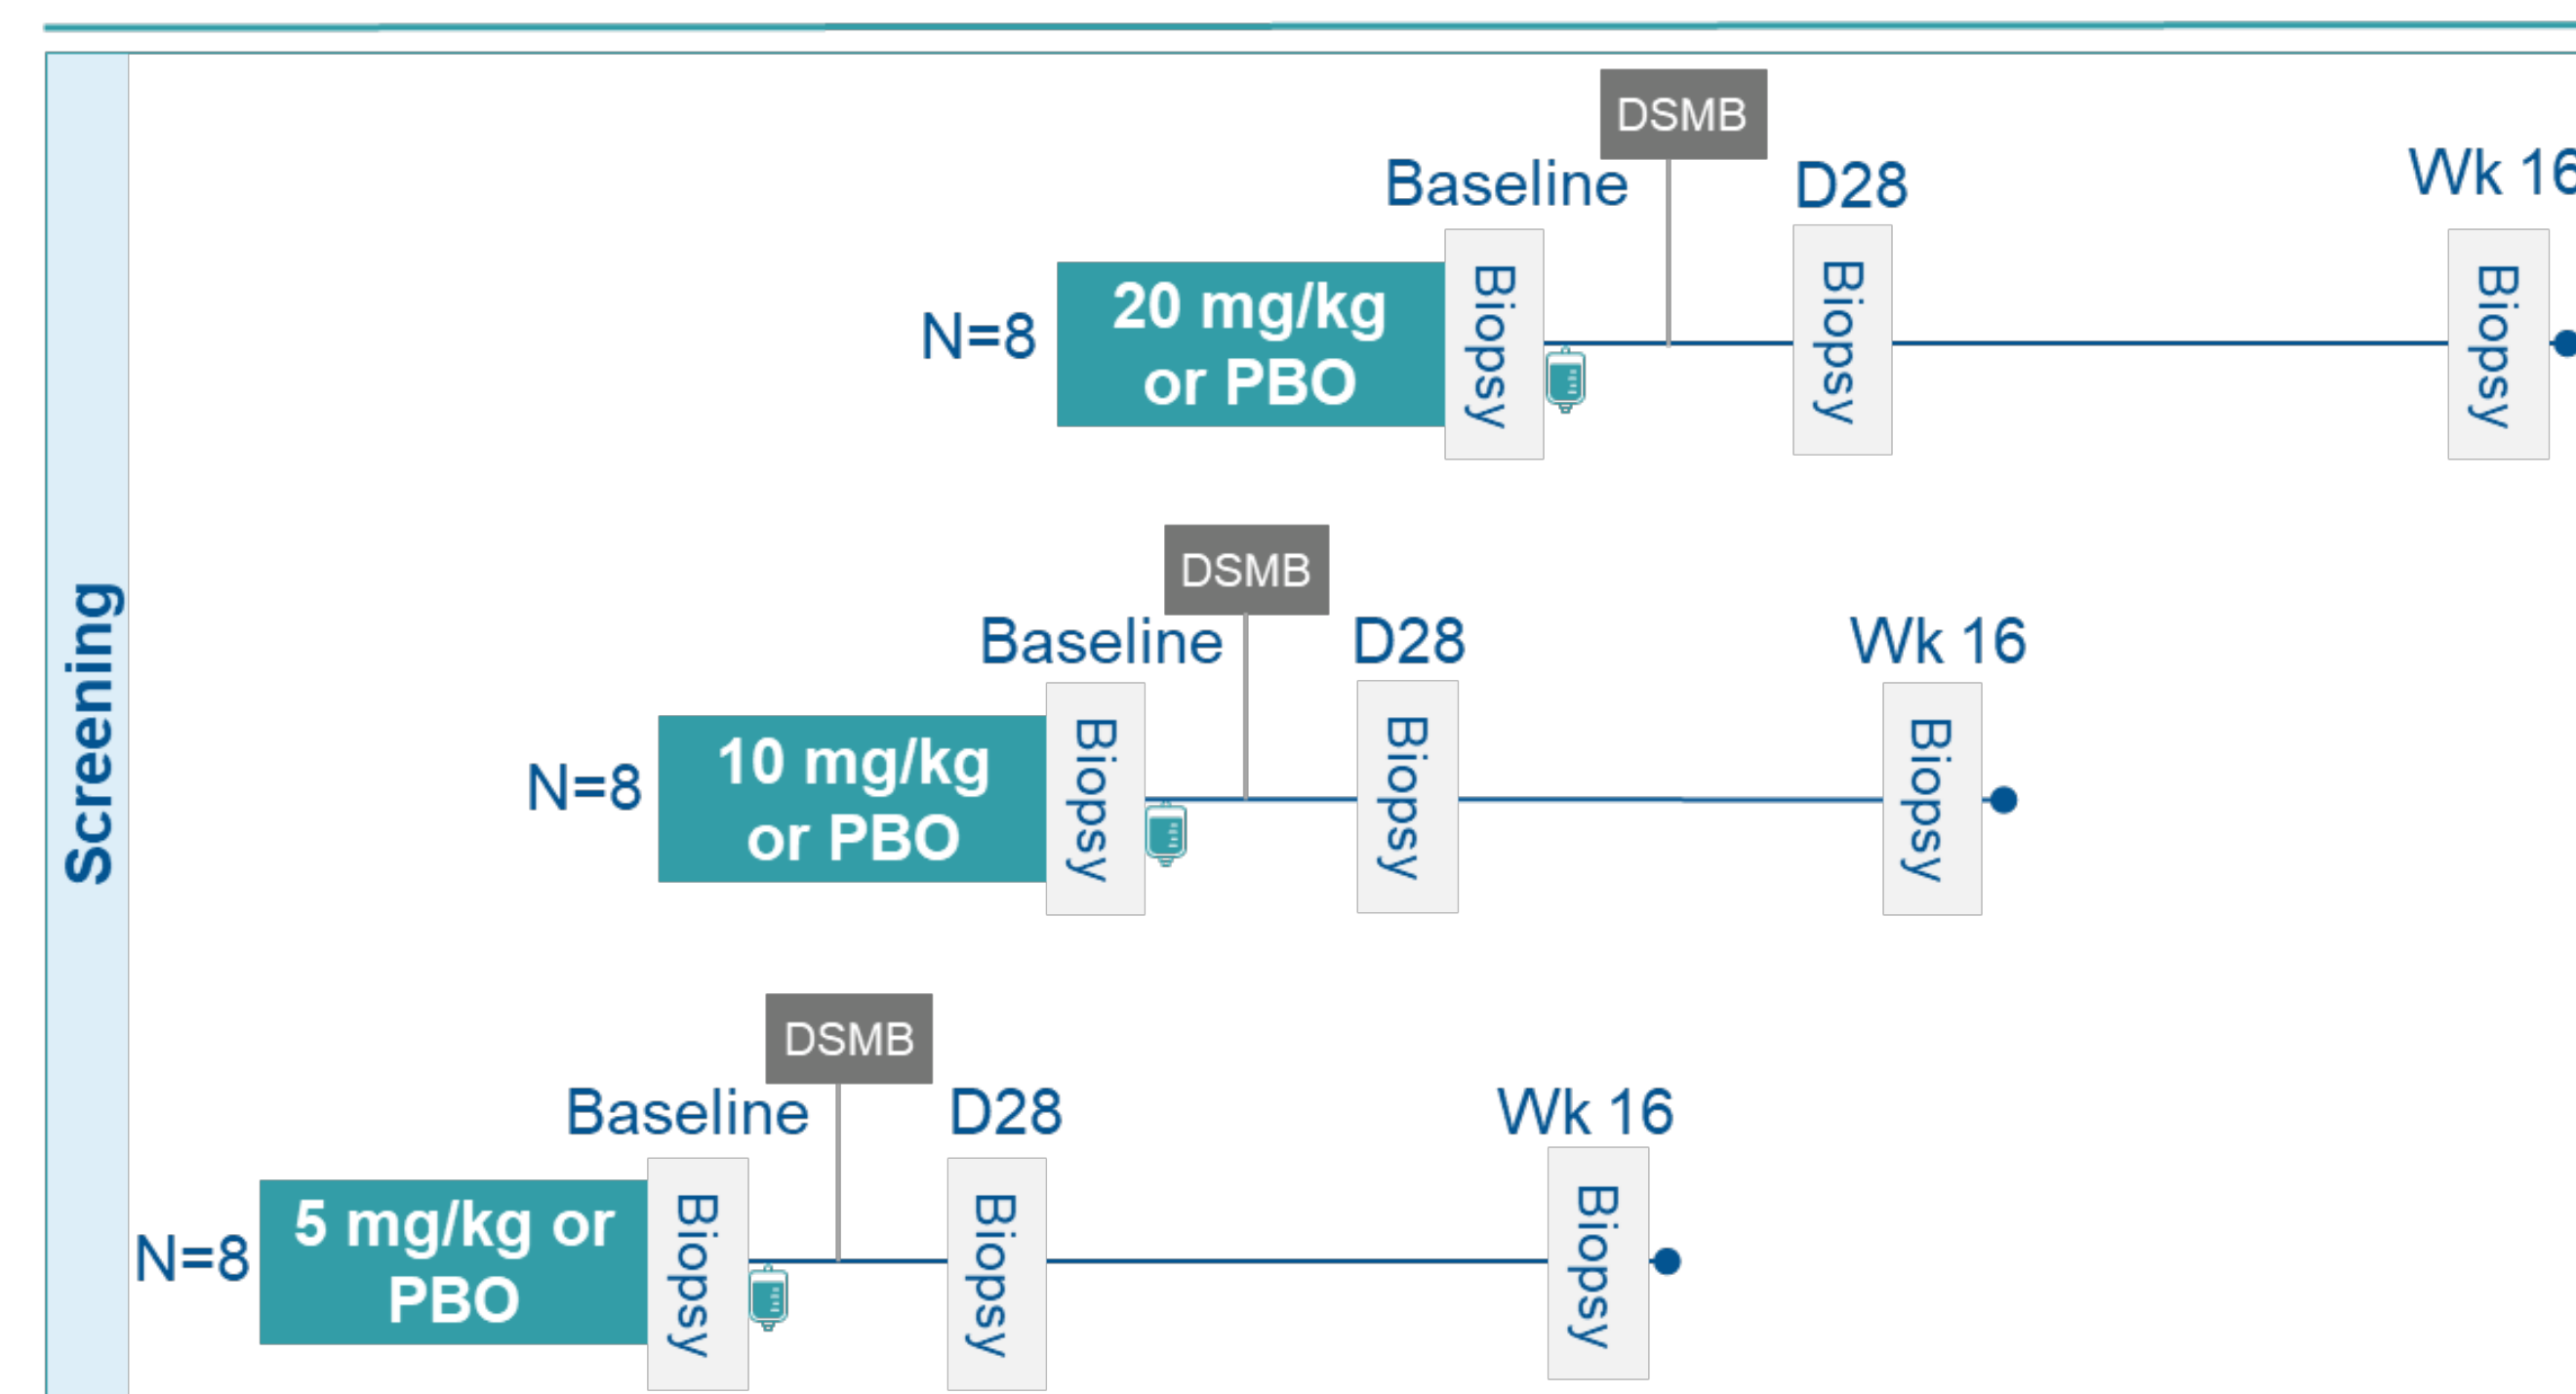 Screening
DSMB
Baseline
D28
Wk 16
N=8
20 mg/kg
or PBO
Biopsy
Biopsy
Biopsy
DSMB
Baseline
D28
Wk 16
N=8
10 mg/kg
or PBO
Biopsy
Biopsy
Biopsy
DSMB
Baseline
D28
Wk 16
N=8
5 mg/kg or
PBO
Biopsy
Biopsy
Biopsy